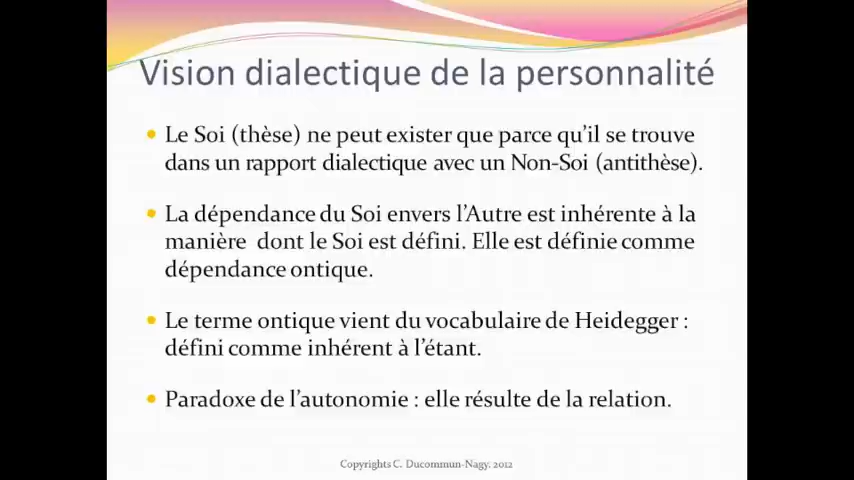 Vision dialectique de la personnalité
• Le Soi (thèse) ne peut exister que parce qu'il se trouve
dans un rapport dialectique avec un Non-Soi (antithèse).
• La dépendance du Soi envers l'Autre est inhérente à la
manière dont le Soi est défini. Elle est définie comme
dépendance ontique.
• Le terme ontique vient du vocabulaire de Heidegger :
défini comme inhérent à l'étant.
• Paradoxe de l'autonomie : elle résulte de la relation.
Copyrights C. Ducommun-Nagy. 2012